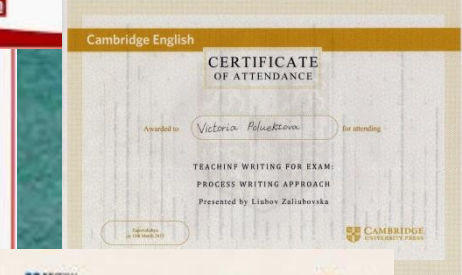 Cambridge English
CERTIFICATE
OF ATTENDANCE
Awarded to Victoria Poluektova for attending
TEACHINF WRITING FOR EXAM:
PROCESS WRITING APPROACH
Presented by Liubov Zaliubovska
CAMBRIDGE
UNIVERSITY PRESS